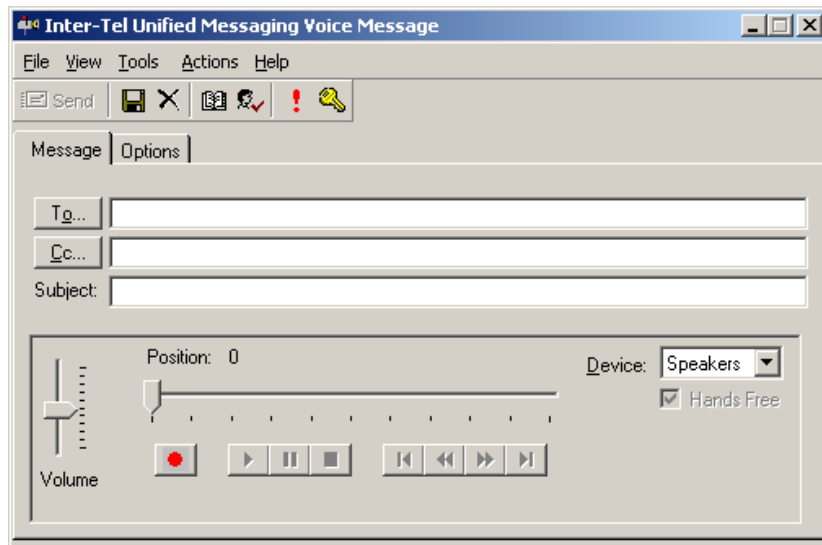 Inter-Tel Unified Messaging Voice Message
File View Tools Actions Help
Send
Message Options
To...
Cc...
Subject:
Position: 0
Device: Speakers
Hands Free
Volume